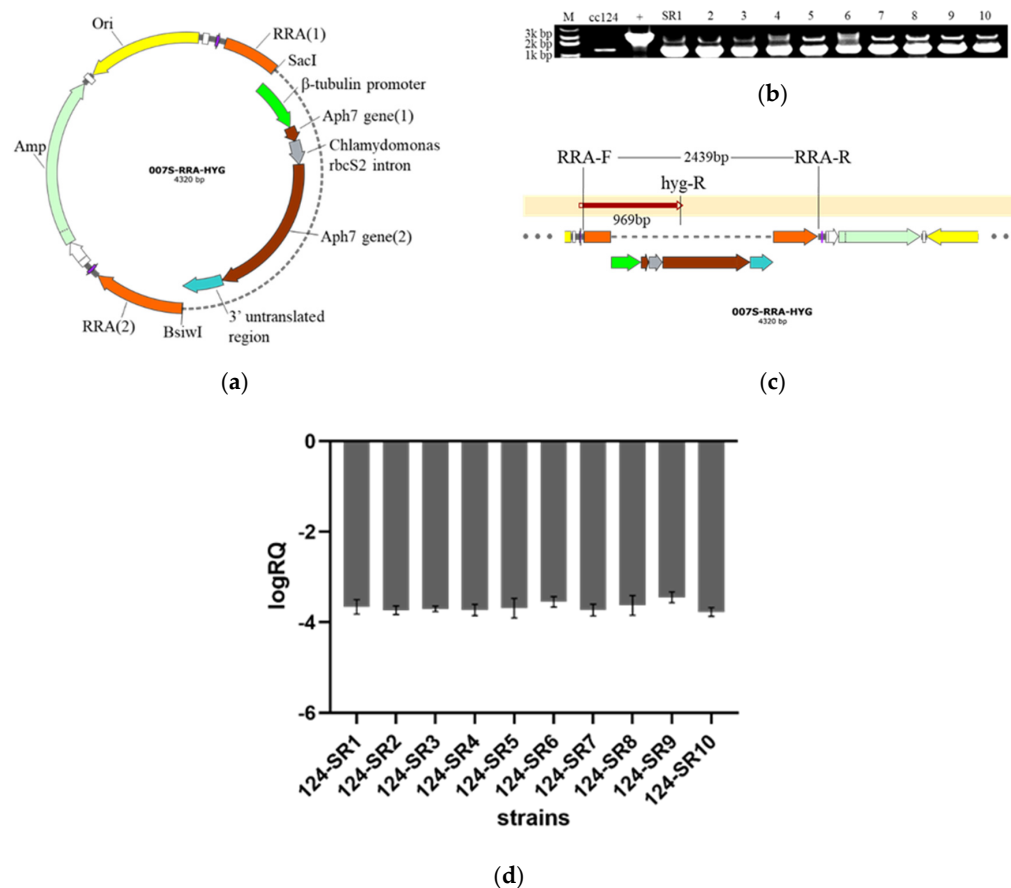 Ori
RRA(1)
SacI
β-tubulin promoter
Aph7 gene(1)
Chlamydomonas
rbcS2 intron
Amp
007S-RRA-HYG
4320 bp
Aph7 gene(2)
3' untranslated
region
BsiwI
RRA(2)
(a)
M cc124 + SR1 2 3 4 5 6 7 8 9 10
3k bp
2k bp
1k bp
(b)
RRA-F 2439bp RRA-R
hyg-R
969bp
007S-RRA-HYG
4320 bp
(c)
0
-2
-4
-6
logRQ
124-SR1 124-SR2 124-SR3 124-SR4 124-SR5 124-SR6 124-SR7 124-SR8 124-SR9 124-SR10
strains
(d)